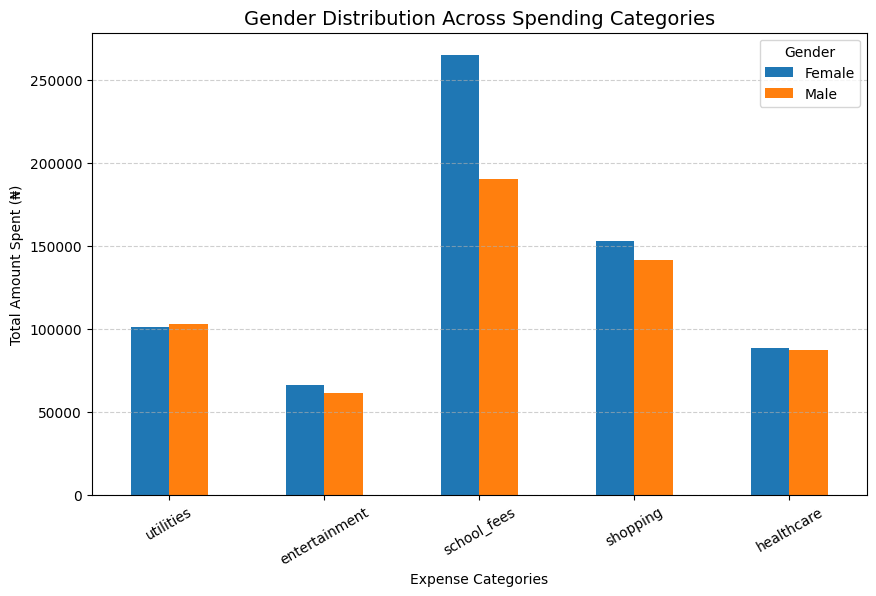 Gender Distribution Across Spending Categories
Gender
Female
Male
Total Amount Spent (₦)
250000
200000
150000
100000
50000
0
utilities
entertainment
school_fees
shopping
healthcare
Expense Categories